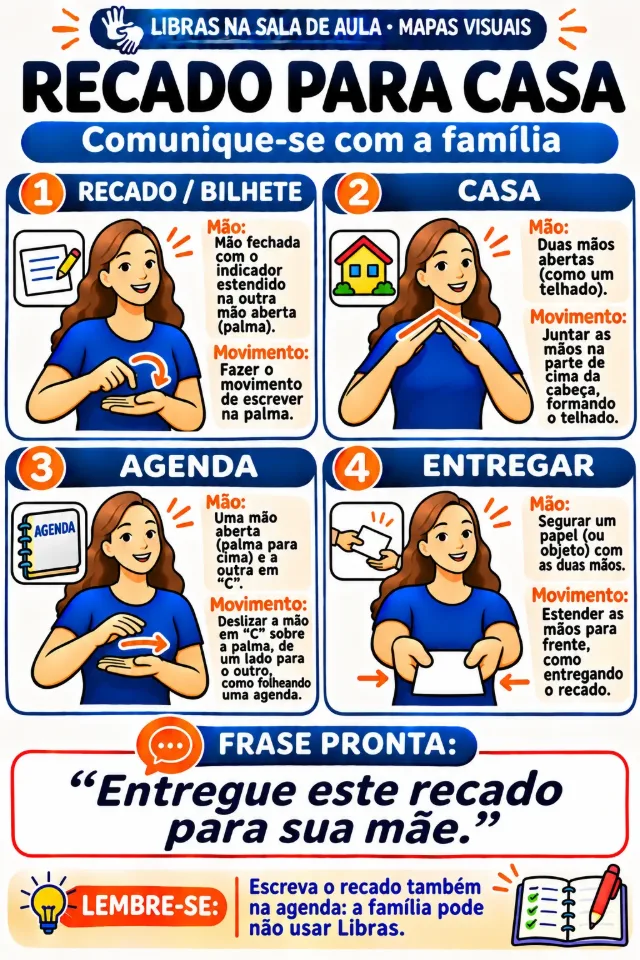 LIBRAS NA SALA DE AULA • MAPAS VISUAIS
RECADO PARA CASA
Comunique-se com a família
1 RECADO / BILHETE
Mão:
Mão fechada
com o
indicador
estendido
na outra
mão aberta
(palma).
Movimento:
Fazer o
movimento
de escrever
na palma.
2 CASA
Mão:
Duas mãos
abertas
(como um
telhado).
Movimento:
Juntar as
mãos na
parte de
cima da
cabeça,
formando
o telhado.
3 AGENDA
AGENDA
Mão:
Uma mão
aberta
(palma para
cima) e a
outra em
“C”.
Movimento:
Deslizar a mão
em “C” sobre
a palma, de
um lado para
o outro,
como folheando
uma agenda.
4 ENTREGAR
Mão:
Segurar um
papel (ou
objeto) com
as duas mãos.
Movimento:
Estender as
mãos para
frente,
como
entregando
o recado.
FRASE PRONTA:
“Entregue este recado
para sua mãe.”
LEMBRE-SE:
Escreva o recado também
na agenda: a família pode
não usar Libras.